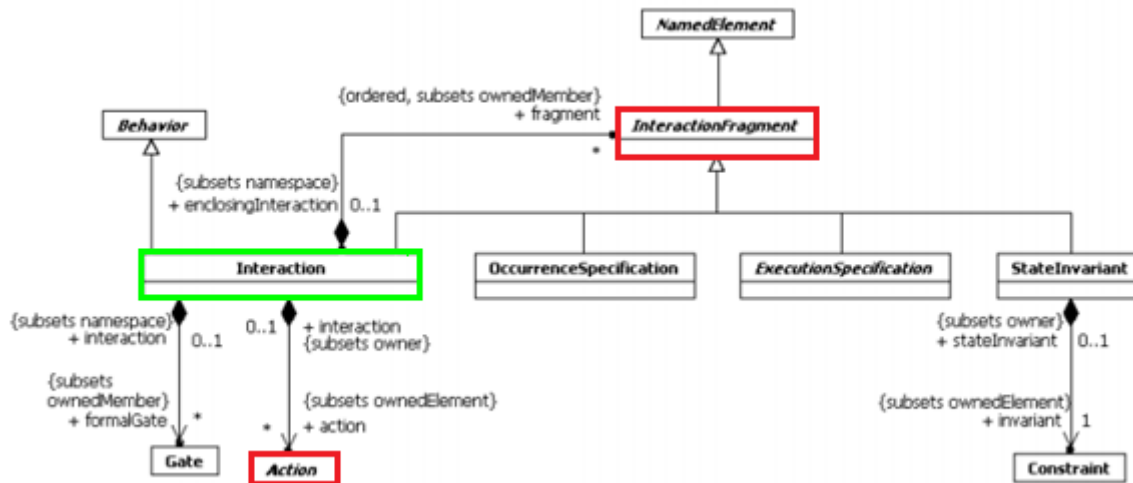 NamedElement
{ordered, subsets ownedMember}
+ fragment
Behavior
InteractionFragment
*
{subsets namespace}
+ enclosingInteraction
0..1
Interaction
OccurrenceSpecification
ExecutionSpecification
StateInvariant
{subsets namespace}
+ interaction
0..1
0..1
+ interaction
{subsets owner}
{subsets owner}
+ stateInvariant
0..1
{subsets
ownedMember}
+ formalGate
*
{subsets ownedElement}
+ action
*
{subsets ownedElement}
+ invariant
1
Gate
Action
Constraint